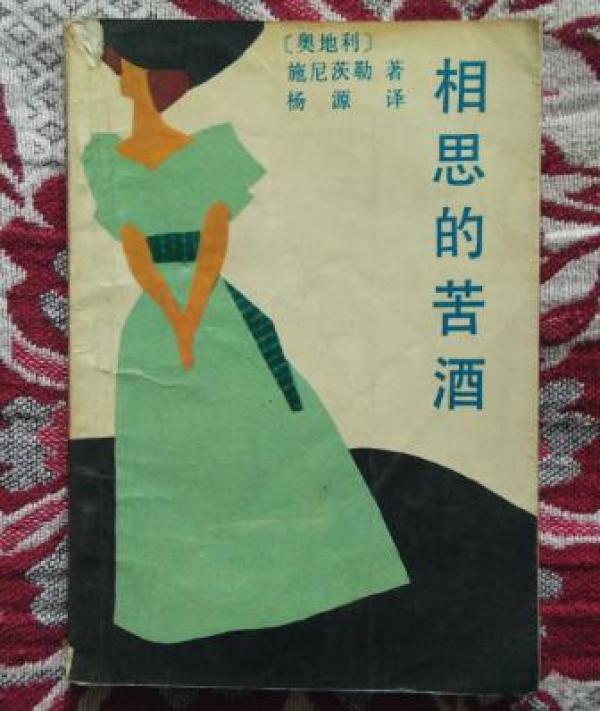 〔奥地利〕
施尼茨勒 著
杨 源 译
相思的苦酒